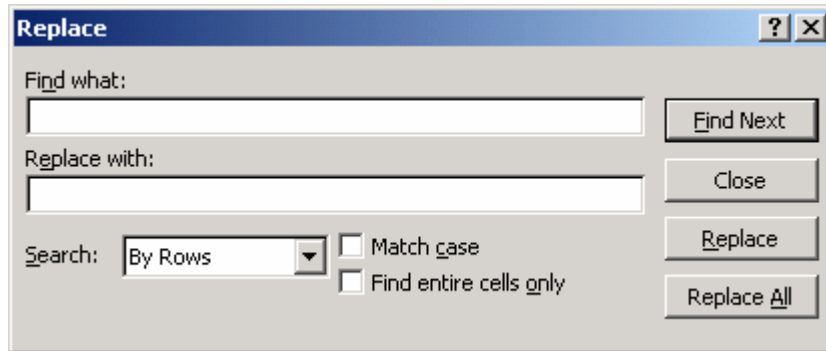 Replace
?
Find what:
Find Next
Replace with:
Close
Search:
By Rows
Match case
Replace
Find entire cells only
Replace All